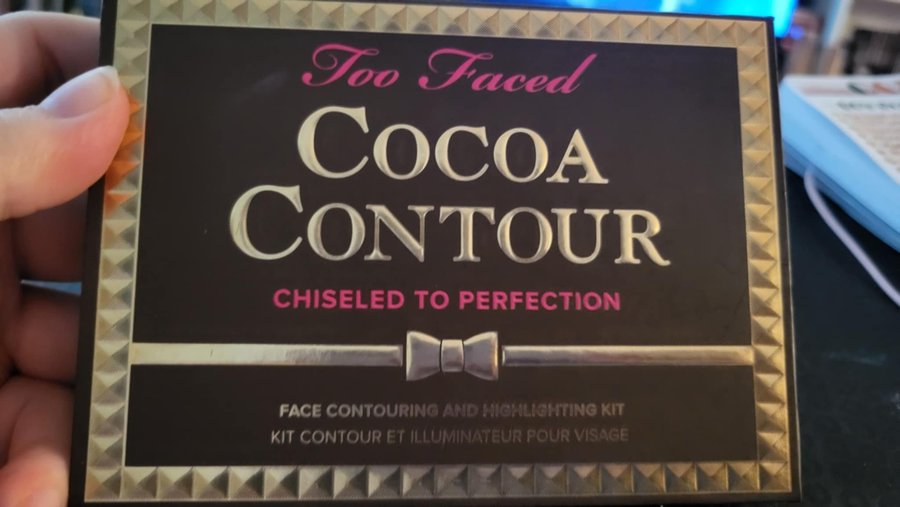 Too Faced
COCOA
CONTOUR
CHISELED TO PERFECTION
FACE CONTOURING AND HIGHLIGHTING KIT
KIT CONTOUR ET ILLUMINATEUR POUR VISAGE